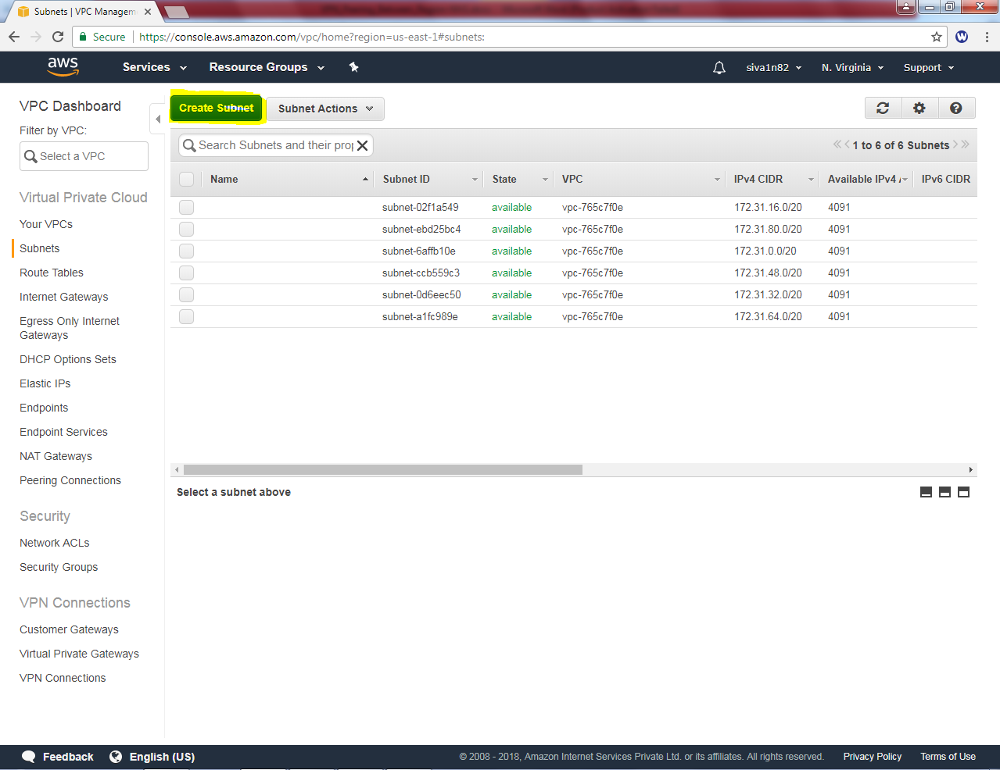 Subnets | VPC Managem
Secure https://console.aws.amazon.com/vpc/home?region=us-east-1#subnets:
W
aws Services Resource Groups siva1n82 N. Virginia Support
VPC Dashboard
Filter by VPC:
Select a VPC
Virtual Private Cloud
Your VPCs
Subnets
Route Tables
Internet Gateways
Egress Only Internet
Gateways
DHCP Options Sets
Elastic IPs
Endpoints
Endpoint Services
NAT Gateways
Peering Connections
Security
Network ACLs
Security Groups
VPN Connections
Customer Gateways
Virtual Private Gateways
VPN Connections
Create Subnet Subnet Actions
Search Subnets and their prop 1 to 6 of 6 Subnets
Name Subnet ID State VPC IPv4 CIDR Available IPv4 IPv6 CIDR
subnet-02f1a549 available vpc-765c7f0e 172.31.16.0/20 4091
subnet-ebd25bc4 available vpc-765c7f0e 172.31.80.0/20 4091
subnet-6affb10e available vpc-765c7f0e 172.31.0.0/20 4091
subnet-ccb559c3 available vpc-765c7f0e 172.31.48.0/20 4091
subnet-0d6eec50 available vpc-765c7f0e 172.31.32.0/20 4091
subnet-a1fc989e available vpc-765c7f0e 172.31.64.0/20 4091
Select a subnet above
Feedback English (US) © 2008 - 2018, Amazon Internet Services Private Ltd. or its affiliates. All rights reserved. Privacy Policy Terms of Use